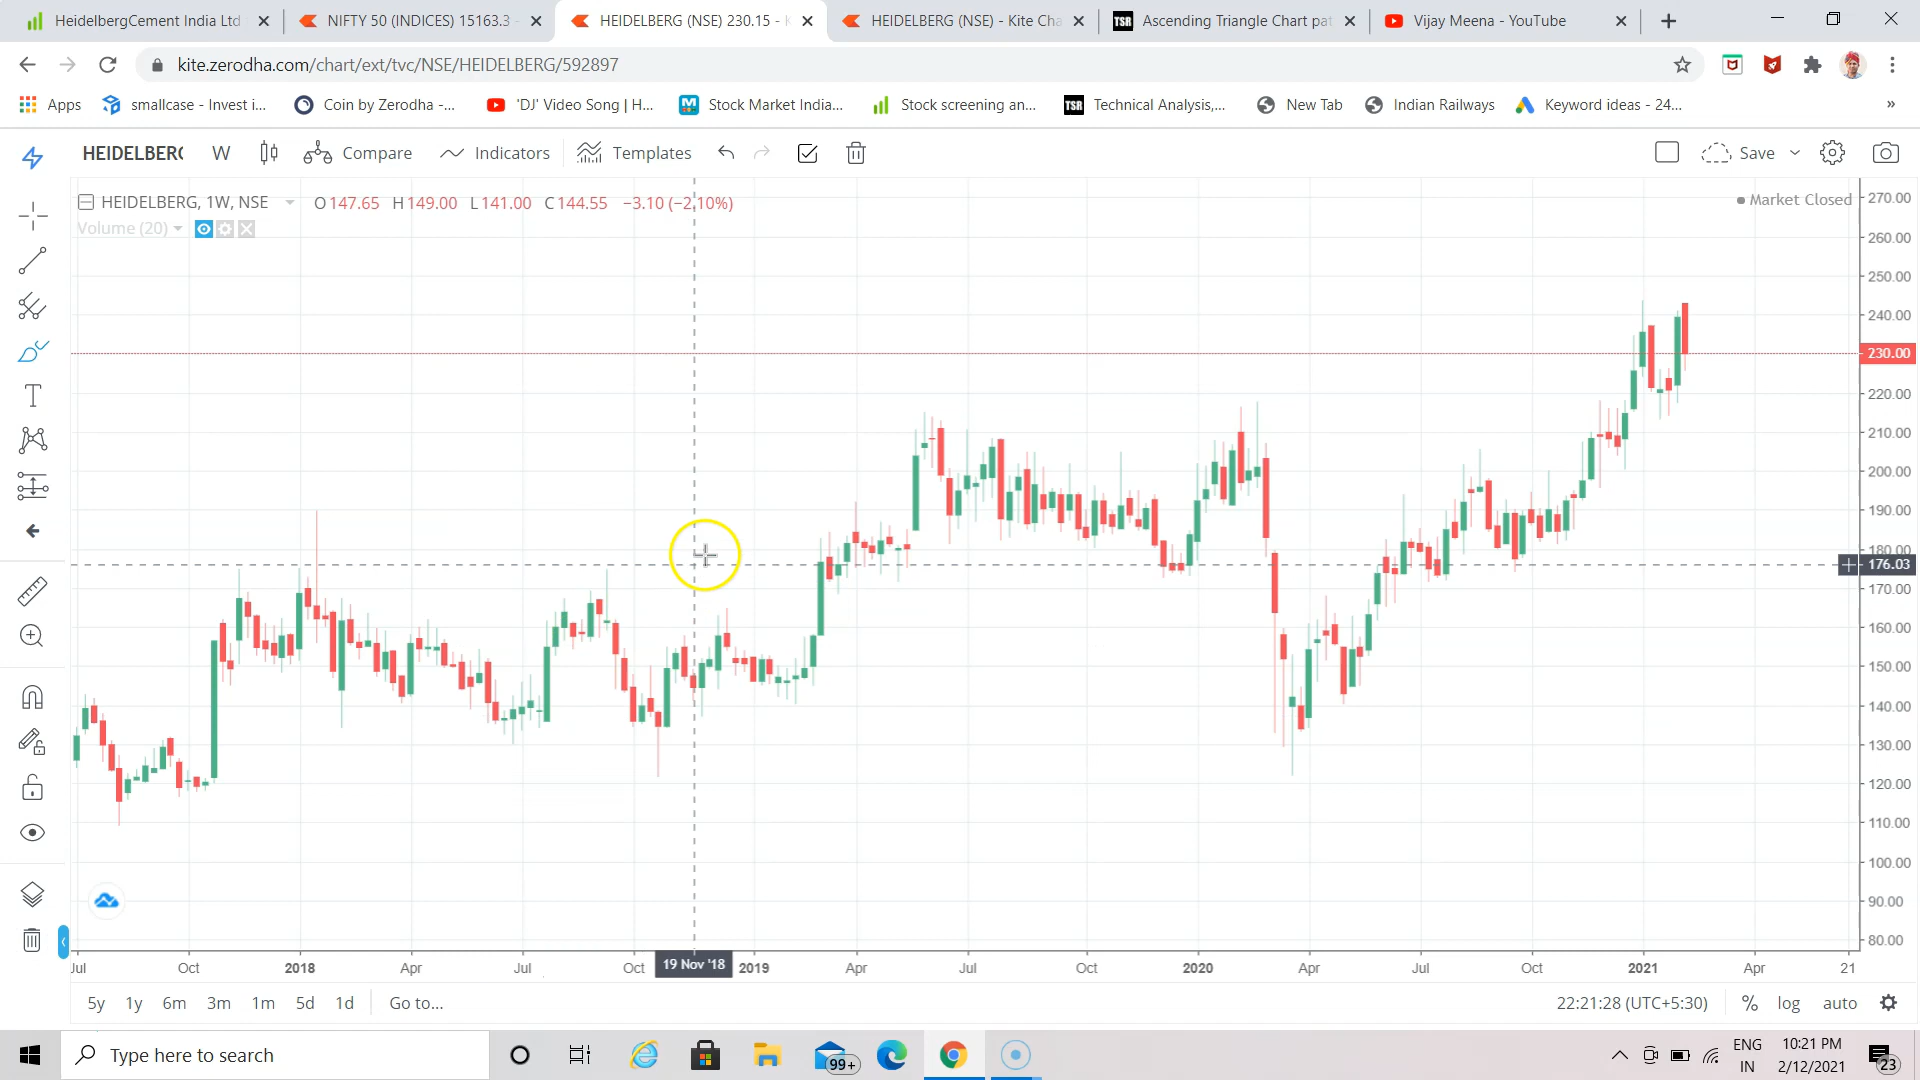 HeidelbergCement India Ltd
NIFTY 50 (INDICES) 15163.3 -
HEIDELBERG (NSE) 230.15 - K
HEIDELBERG (NSE) - Kite Cha
Ascending Triangle Chart pat
Vijay Meena - YouTube
kite.zerodha.com/chart/ext/tvc/NSE/HEIDELBERG/592897
Apps smallcase - Invest i... Coin by Zerodha -... 'DJ' Video Song | H... Stock Market India... Stock screening an... TSR Technical Analysis,... New Tab Indian Railways Keyword ideas - 24... »
HEIDELBERG W Compare Indicators Templates Save
HEIDELBERG, 1W, NSE O 147.65 H 149.00 L 141.00 C 144.55 −3.10 (−2.10%)
Market Closed
Volume (20)
270.00
260.00
250.00
240.00
230.00
220.00
210.00
200.00
190.00
180.00
176.03
170.00
160.00
150.00
140.00
130.00
120.00
110.00
100.00
90.00
80.00
Jul Oct 2018 Apr Jul Oct 19 Nov '18 2019 Apr Jul Oct 2020 Apr Jul Oct 2021 Apr 21
5y 1y 6m 3m 1m 5d 1d Go to... 22:21:28 (UTC+5:30) % log auto
Type here to search
99+
ENG
IN
10:21 PM
2/12/2021
23